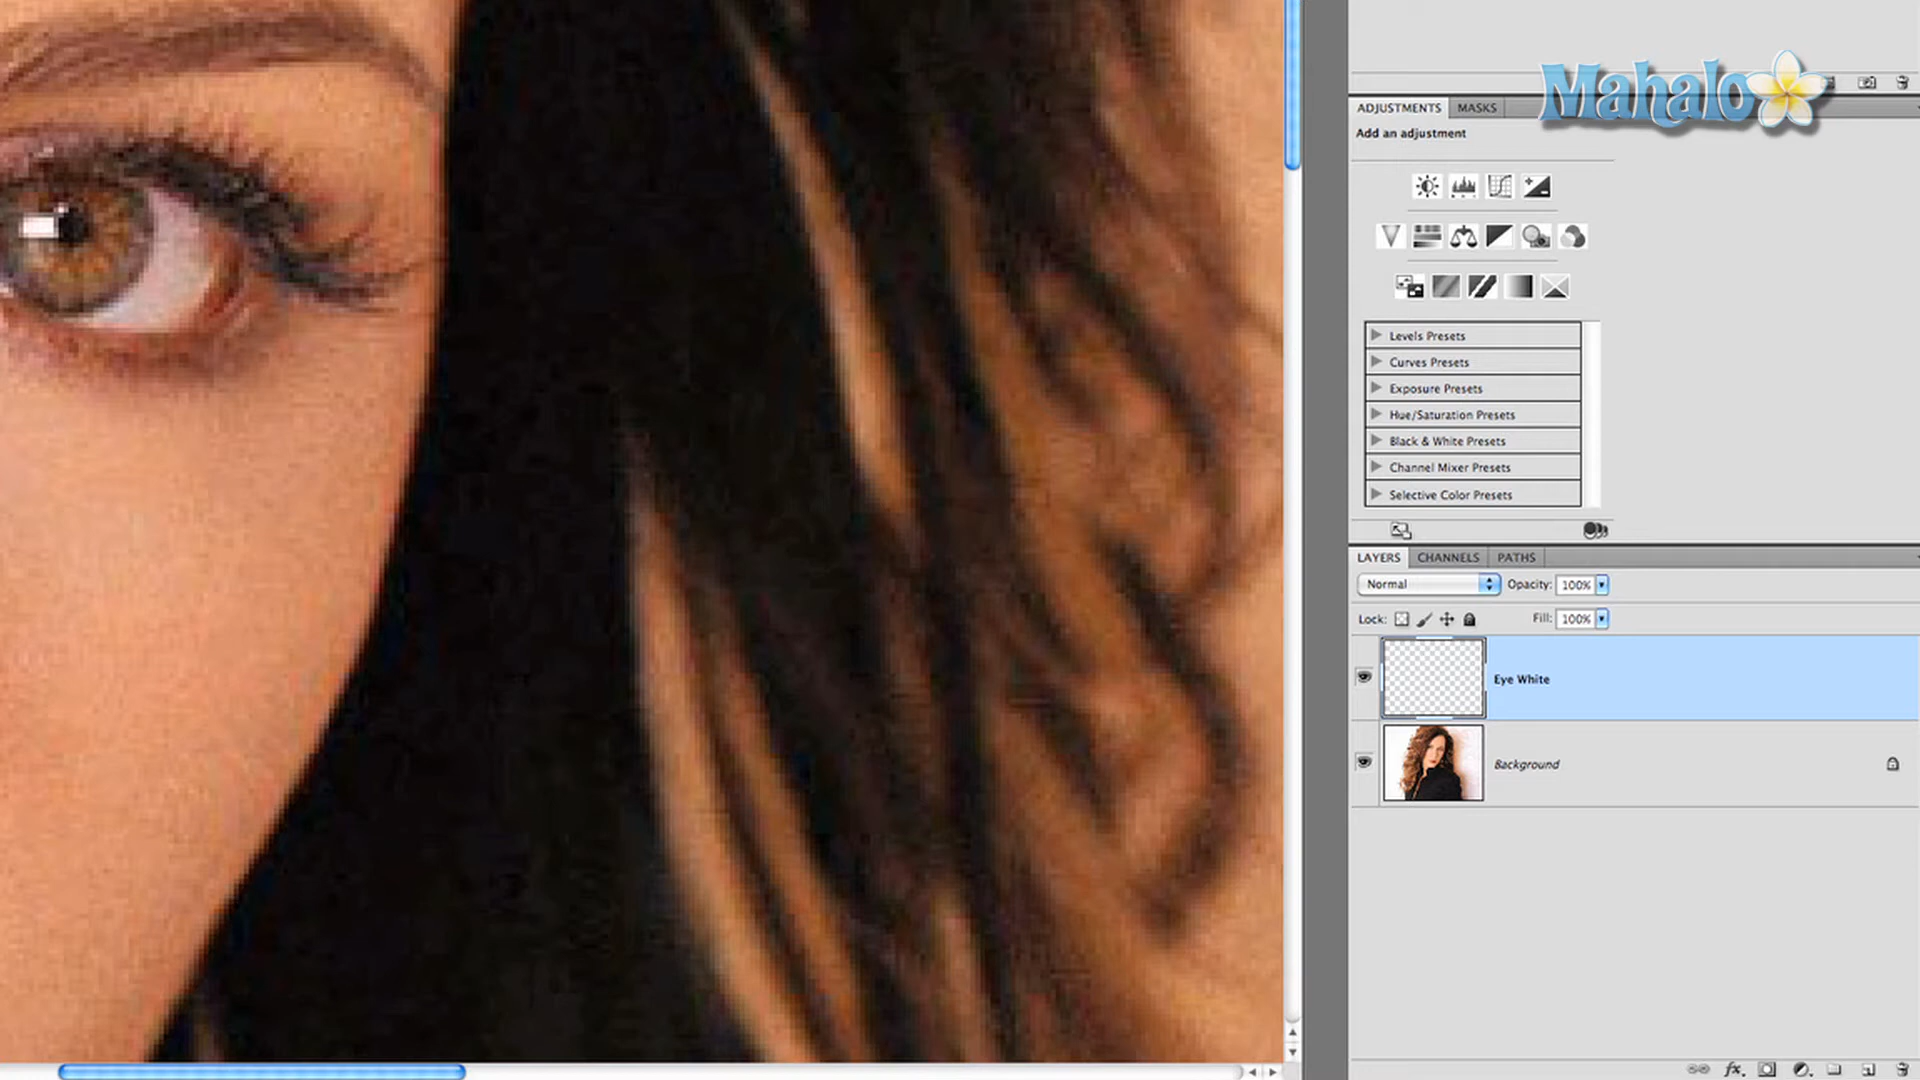 Mahalo
ADJUSTMENTS MASKS
Add an adjustment
Levels Presets
Curves Presets
Exposure Presets
Hue/Saturation Presets
Black & White Presets
Channel Mixer Presets
Selective Color Presets
LAYERS CHANNELS PATHS
Normal Opacity: 100%
Lock: Fill: 100%
Eye White
Background
fx.